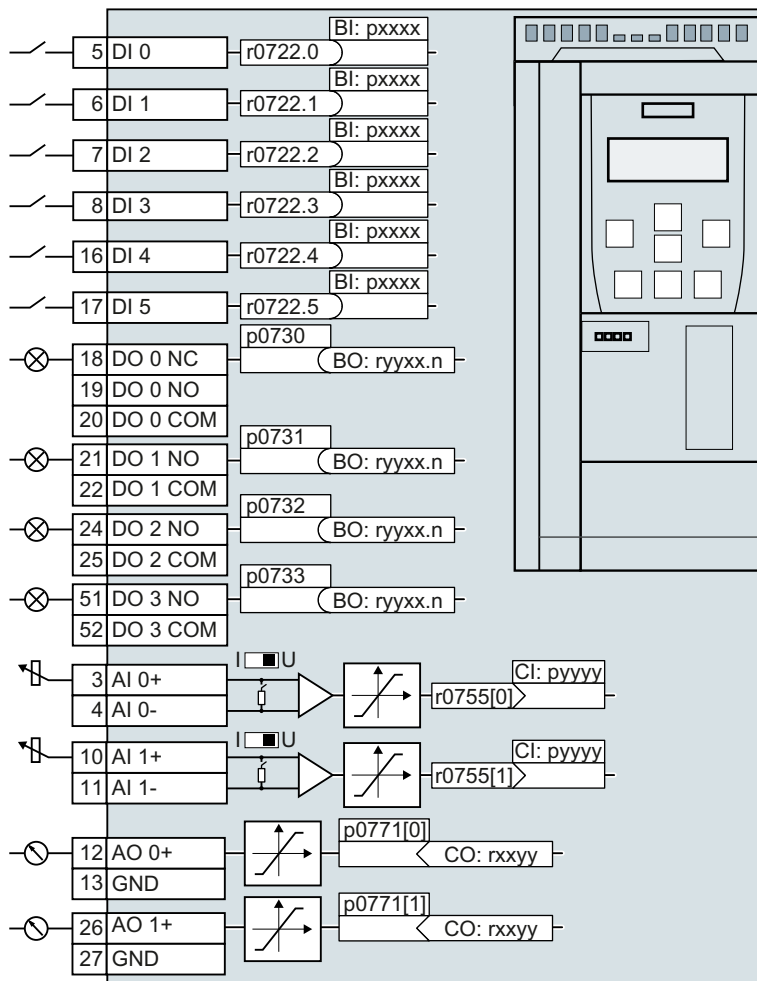 BI: pxxxx
5 DI 0 r0722.0
BI: pxxxx
6 DI 1 r0722.1
BI: pxxxx
7 DI 2 r0722.2
BI: pxxxx
8 DI 3 r0722.3
BI: pxxxx
16 DI 4 r0722.4
BI: pxxxx
17 DI 5 r0722.5
p0730
18 DO 0 NC BO: ryyxx.n
19 DO 0 NO
20 DO 0 COM
p0731
21 DO 1 NO BO: ryyxx.n
22 DO 1 COM
p0732
24 DO 2 NO BO: ryyxx.n
25 DO 2 COM
p0733
51 DO 3 NO BO: ryyxx.n
52 DO 3 COM
I U
CI: pyyyy
3 AI 0+
r0755[0]
4 AI 0-
I U
CI: pyyyy
10 AI 1+
r0755[1]
11 AI 1-
p0771[0]
12 AO 0+ CO: rxxyy
13 GND
p0771[1]
26 AO 1+ CO: rxxyy
27 GND